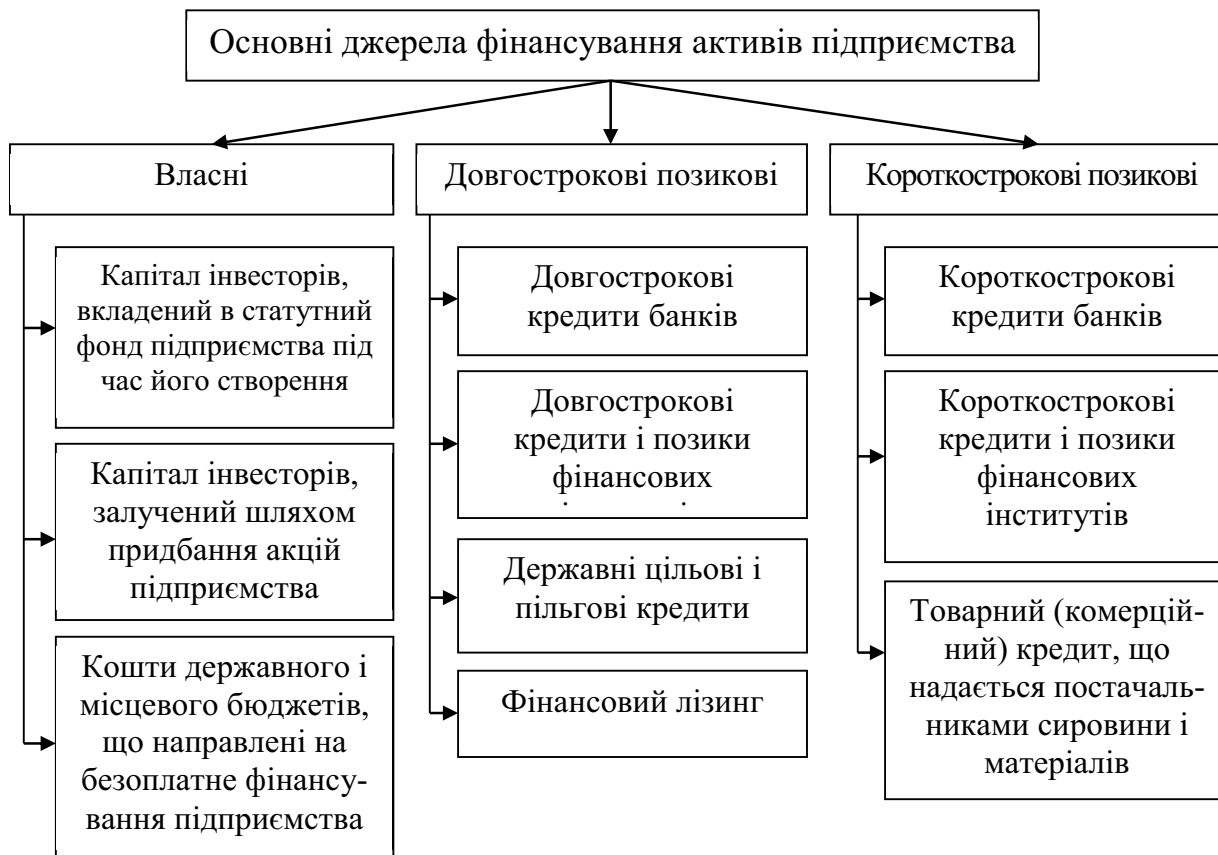 Основні джерела фінансування активів підприємства
Власні
Капітал інвесторів,
вкладений в статутний
фонд підприємства під
час його створення
Капітал інвесторів,
залучений шляхом
придбання акцій
підприємства
Кошти державного і
місцевого бюджетів,
що направлені на
безоплатне фінансу-
вання підприємства
Довгострокові позикові
Довгострокові
кредити банків
Довгострокові
кредити і позики
фінансових
Державні цільові і
пільгові кредити
Фінансовий лізинг
Короткострокові позикові
Короткострокові
кредити банків
Короткострокові
кредити і позики
фінансових
інститутів
Товарний (комерцій-
ний) кредит, що
надається постачаль-
никами сировини і
матеріалів